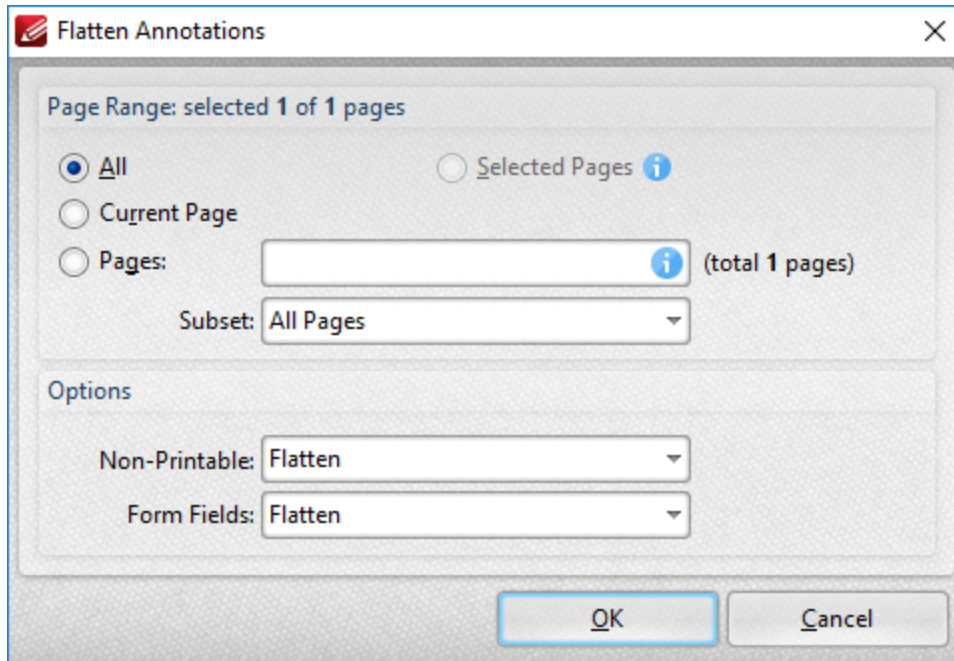 Flatten Annotations
Page Range: selected 1 of 1 pages
All
Selected Pages
Current Page
Pages:
(total 1 pages)
Subset: All Pages
Options
Non-Printable: Flatten
Form Fields: Flatten
OK
Cancel